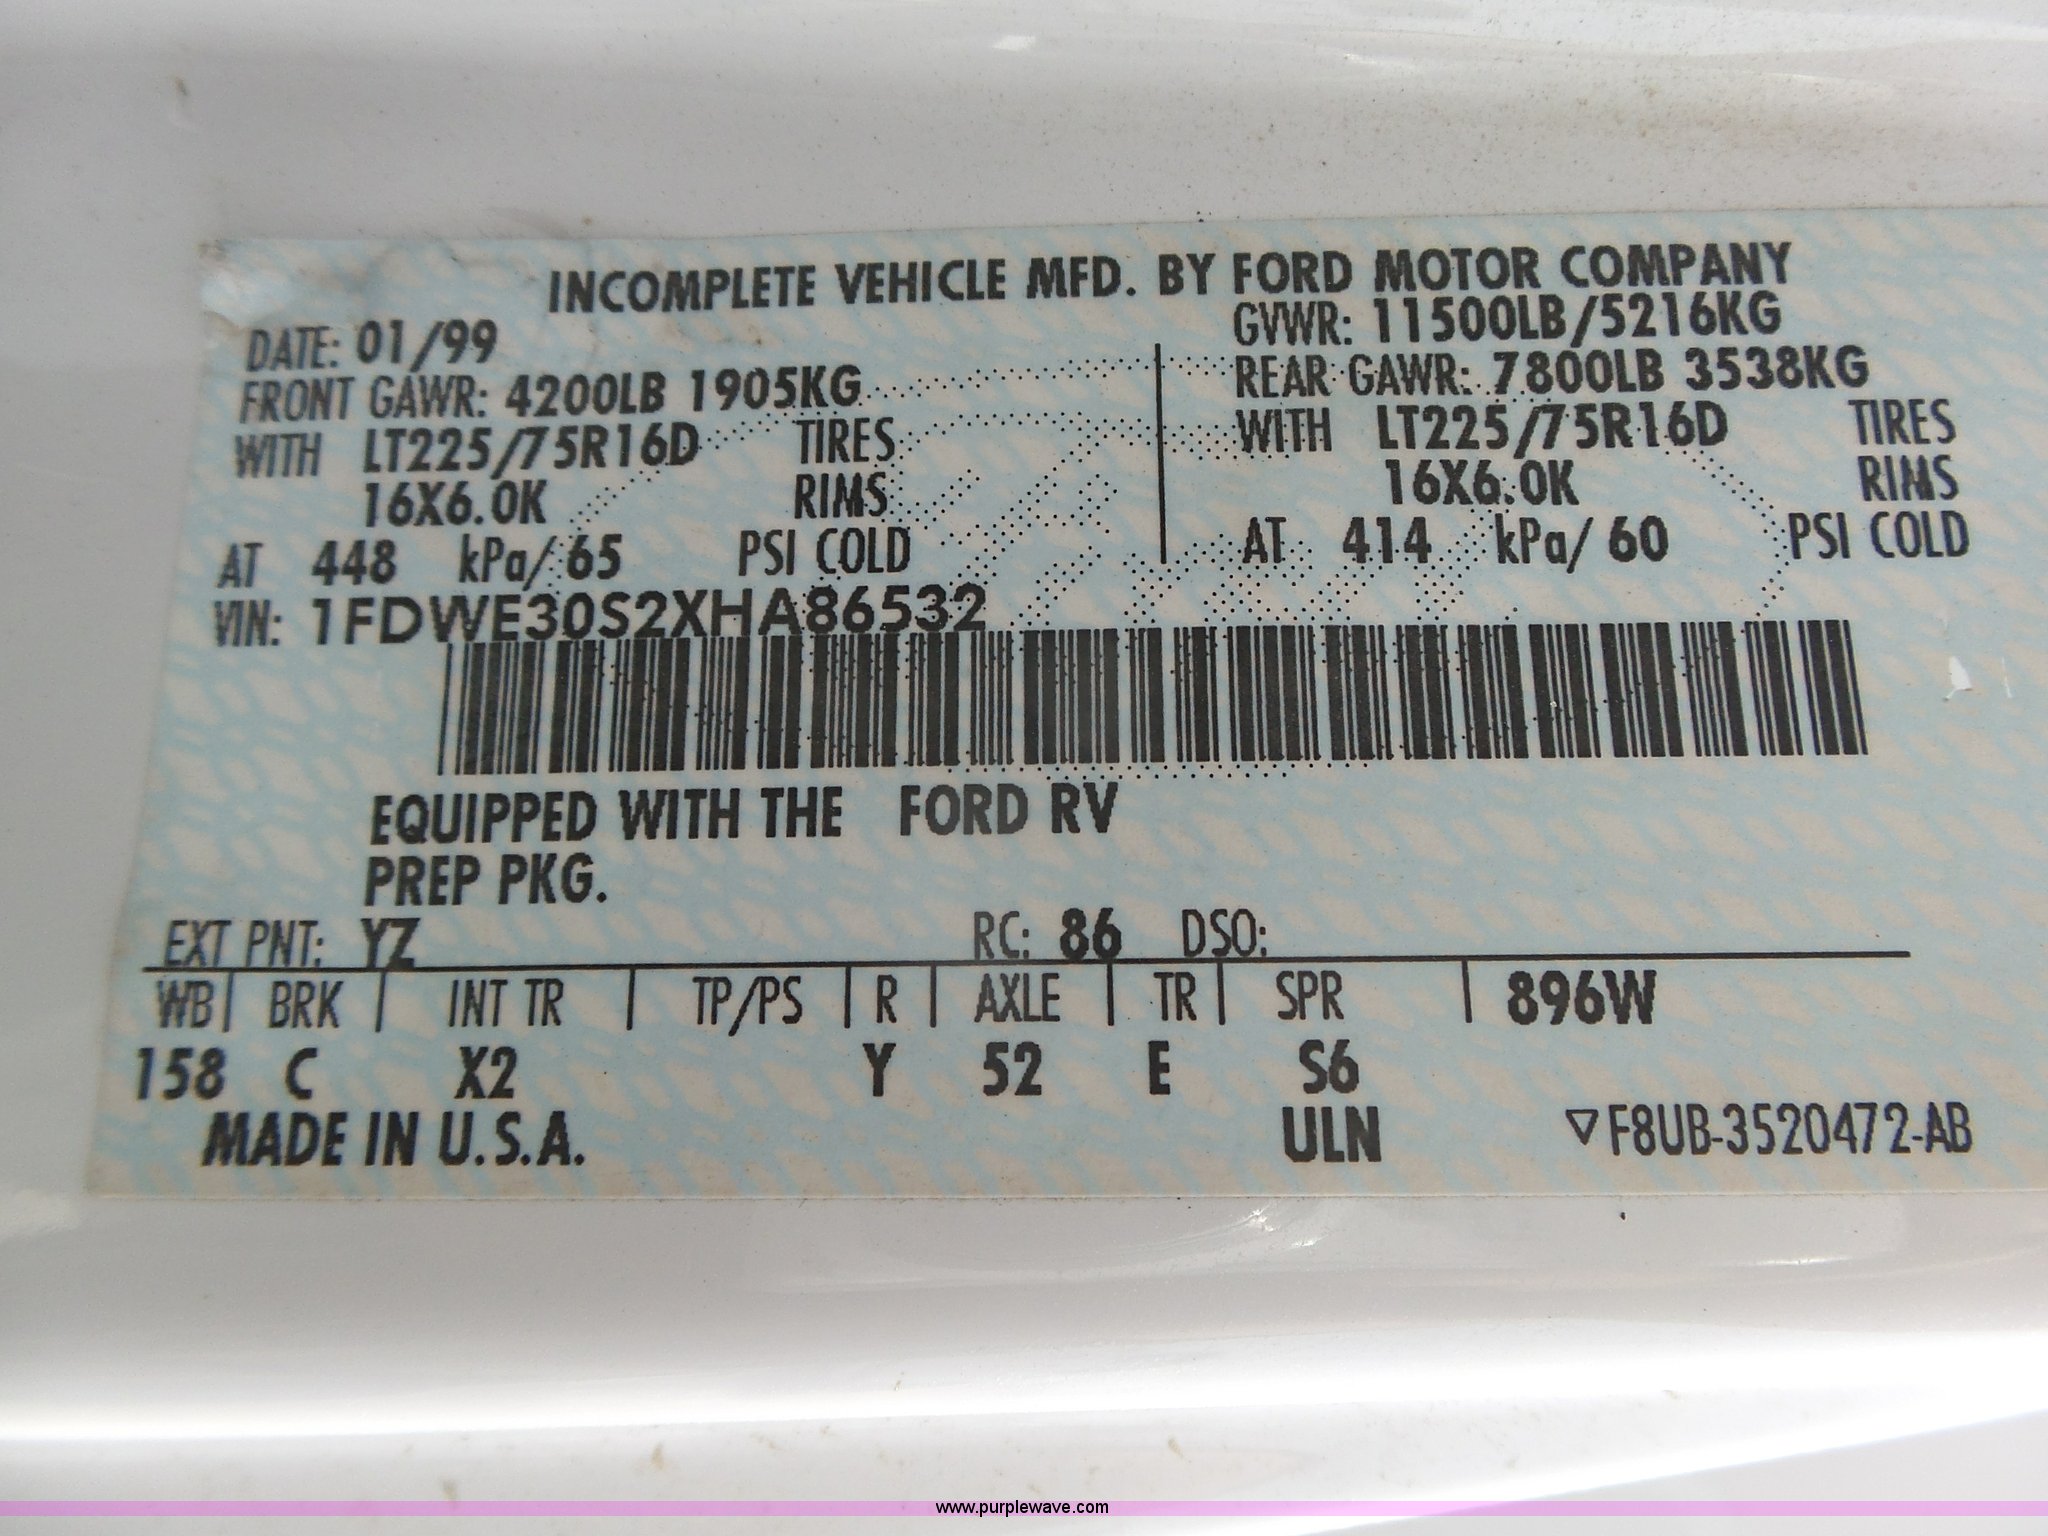 INCOMPLETE VEHICLE MFD. BY FORD MOTOR COMPANY
DATE: 01/99
GVWR: 11500LB/5216KG
FRONT GAWR: 4200LB 1905KG
REAR GAWR: 7800LB 3538KG
WITH LT225/75R16D TIRES
WITH LT225/75R16D TIRES
16X6.0K RIMS
16X6.0K RIMS
AT 448 kPa/ 65 PSI COLD
AT 414 kPa/ 60 PSI COLD
VIN: 1FDWE30S2XHA86532
EQUIPPED WITH THE FORD RV
PREP PKG.
EXT PNT: YZ RC: 86 DSO:
WB BRK INT TR TP/PS R AXLE TR SPR 896W
158 C X2 Y 52 E S6
MADE IN U.S.A. ULN ▽F8UB-3520472-AB
www.purplewave.com